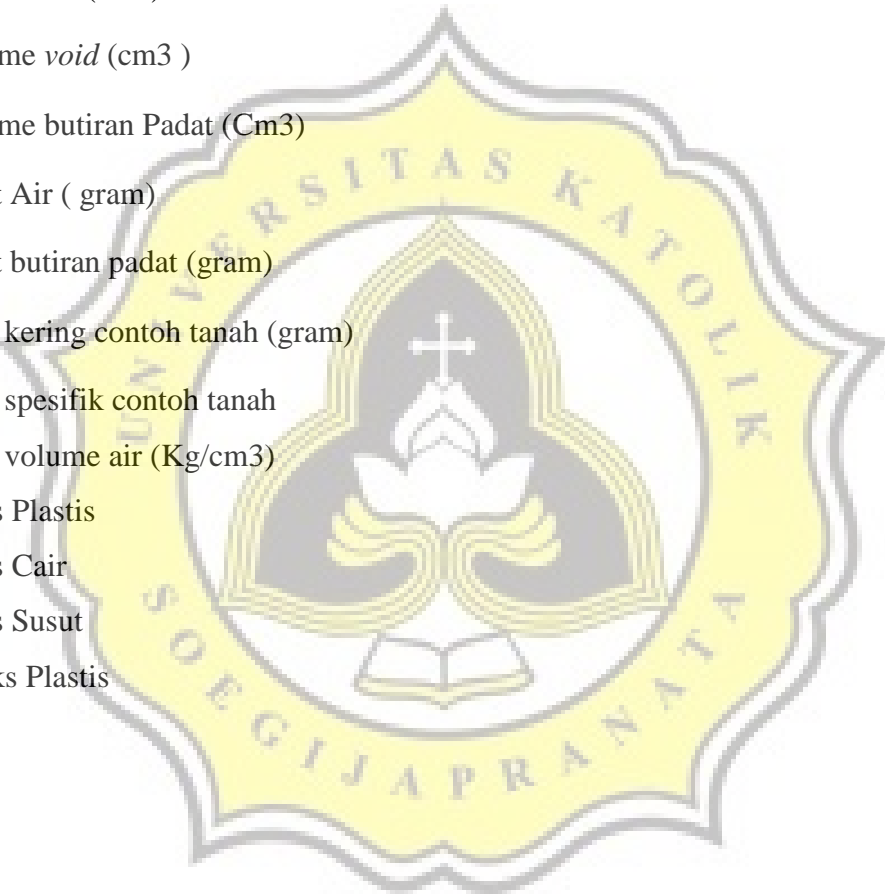 me void (cm3 )
me butiran Padat (Cm3)
Air ( gram)
butiran padat (gram)
kering contoh tanah (gram)
spesifik contoh tanah
volume air (Kg/cm3)
s Plastis
s Cair
s Susut
ks Plastis
UNIVERSITAS KATOLIK
SOEGIJAPRANATA